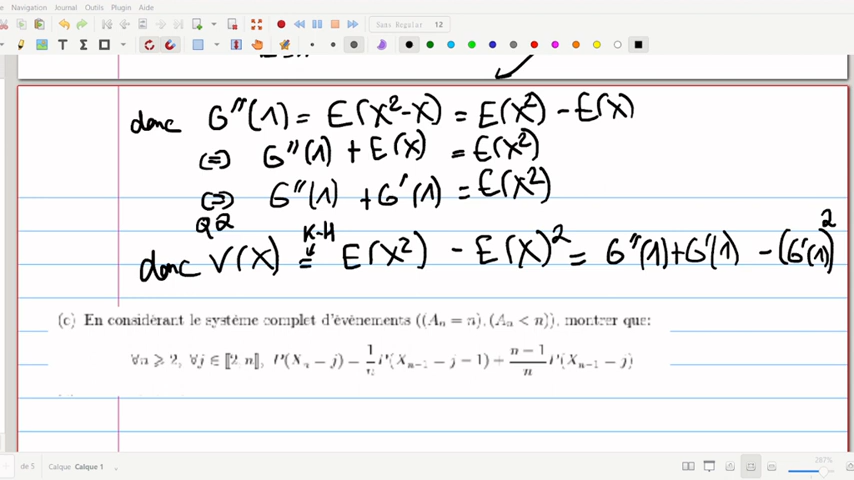 Navigation Journal Outils Plugin Aide
Sans Regular 12
donc G"(1) = E(X²-X) = E(X²) - E(X)
(=) G"(1) + E(X) = E(X²)
(=) G"(1) + G'(1) = E(X²)
Q2
K-H
donc V(X) = E(X²) - E(X)² = G"(1)+G'(1) - (G'(1))²
(c) En considérant le système complet d'évènements ((Aₙ = n), (Aₙ < n)), montrer que:
∀n ⩾ 2, ∀j ∈ ⟦2, n⟧, P(Xₙ = j) = 1/n P(Xₙ₋₁ = j − 1) + n − 1/n P(Xₙ₋₁ = j)
de 5 Calque Calque 1 287%